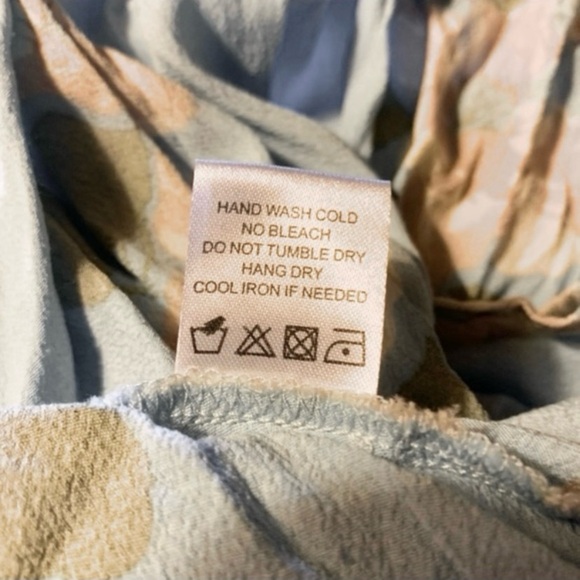 HAND WASH COLD
NO BLEACH
DO NOT TUMBLE DRY
HANG DRY
COOL IRON IF NEEDED